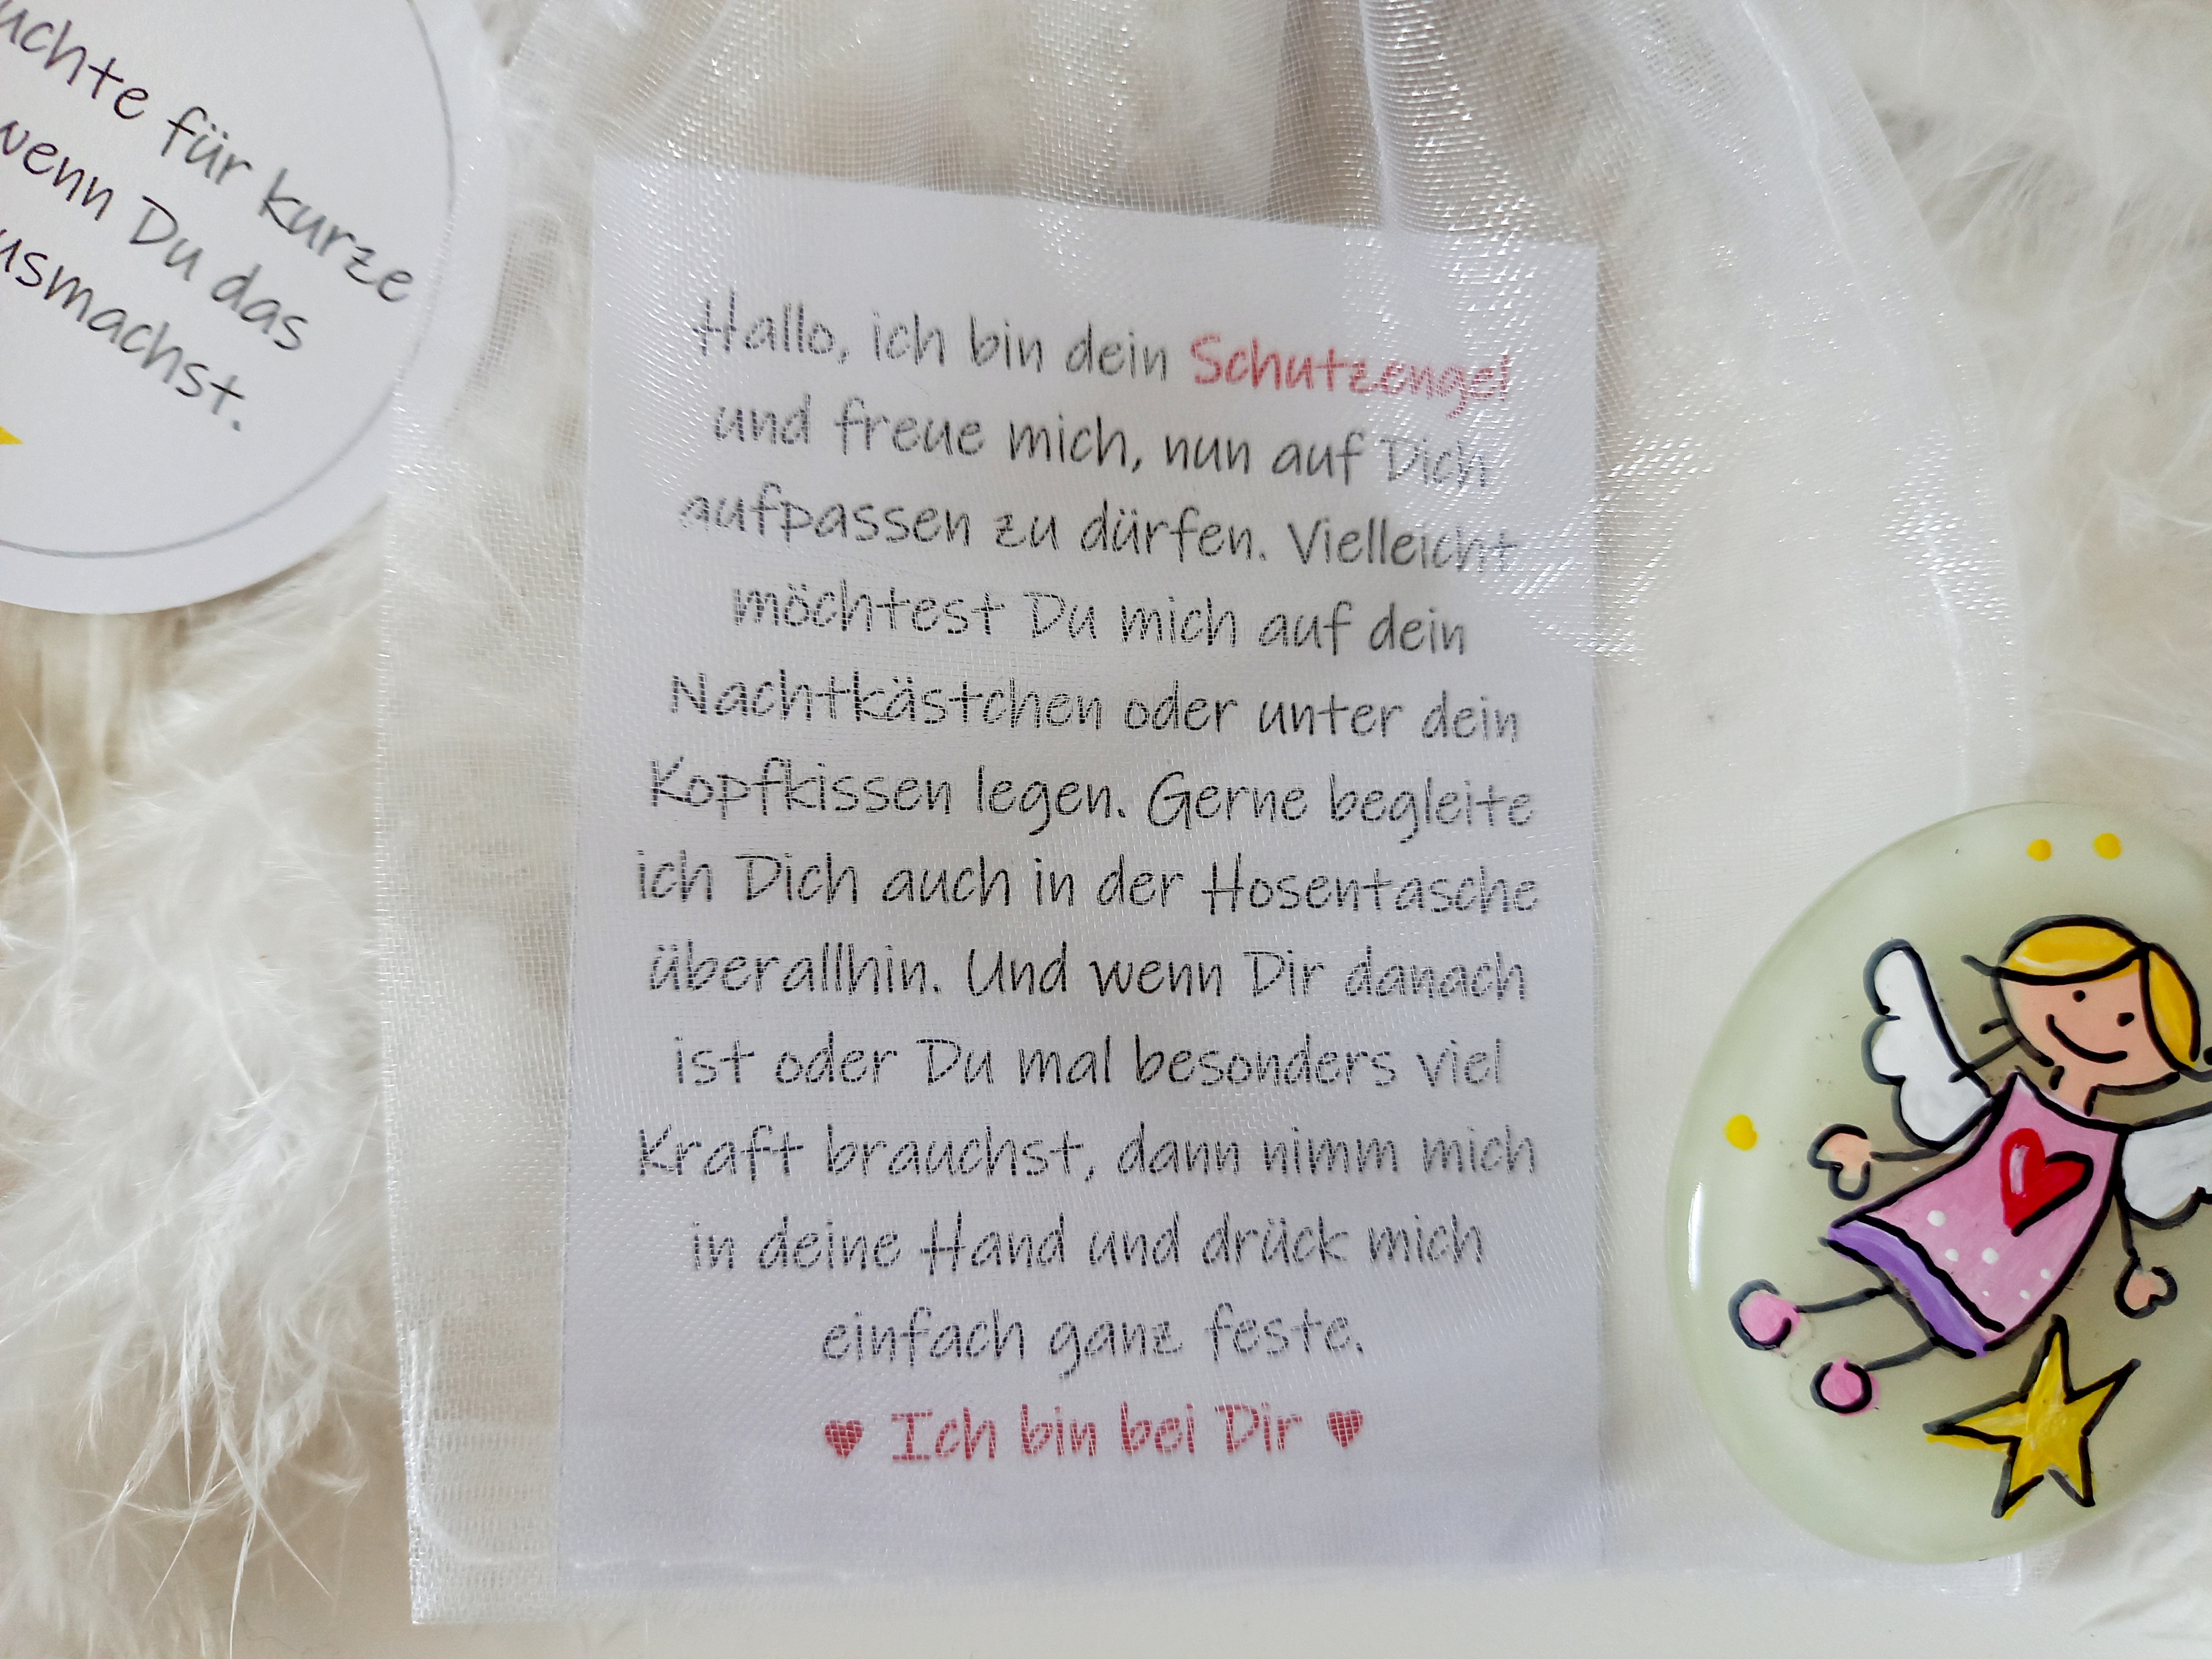 für kurze
wenn Du das
Hallo, ich bin dein Schutzengel
und freue mich, nun auf Dich
aufpassen zu dürfen. Vielleicht
möchtest Du mich auf dein
Nachtkästchen oder unter dein
Kopfkissen legen. Gerne begleite
ich Dich auch in der Hosentasche
überallhin. Und wenn Dir danach
ist oder Du mal besonders viel
Kraft brauchst, dann nimm mich
in deine Hand und drück mich
einfach ganz feste.
♥ Ich bin bei Dir ♥